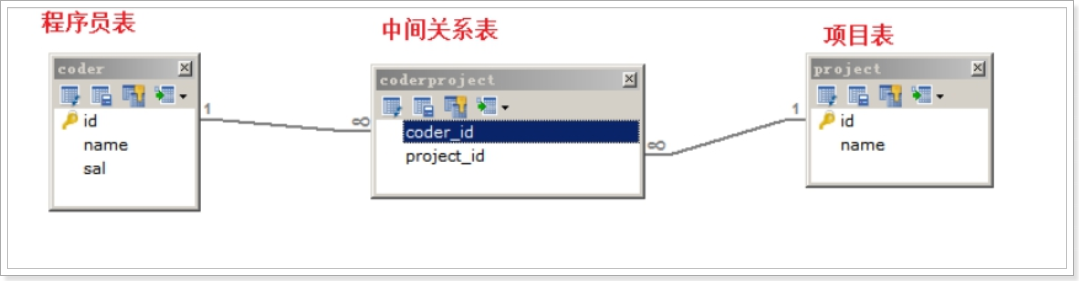 程序员表
中间关系表
项目表
coder
id
name
sal
1
∞
coderproject
coder_id
project_id
∞
1
project
id
name